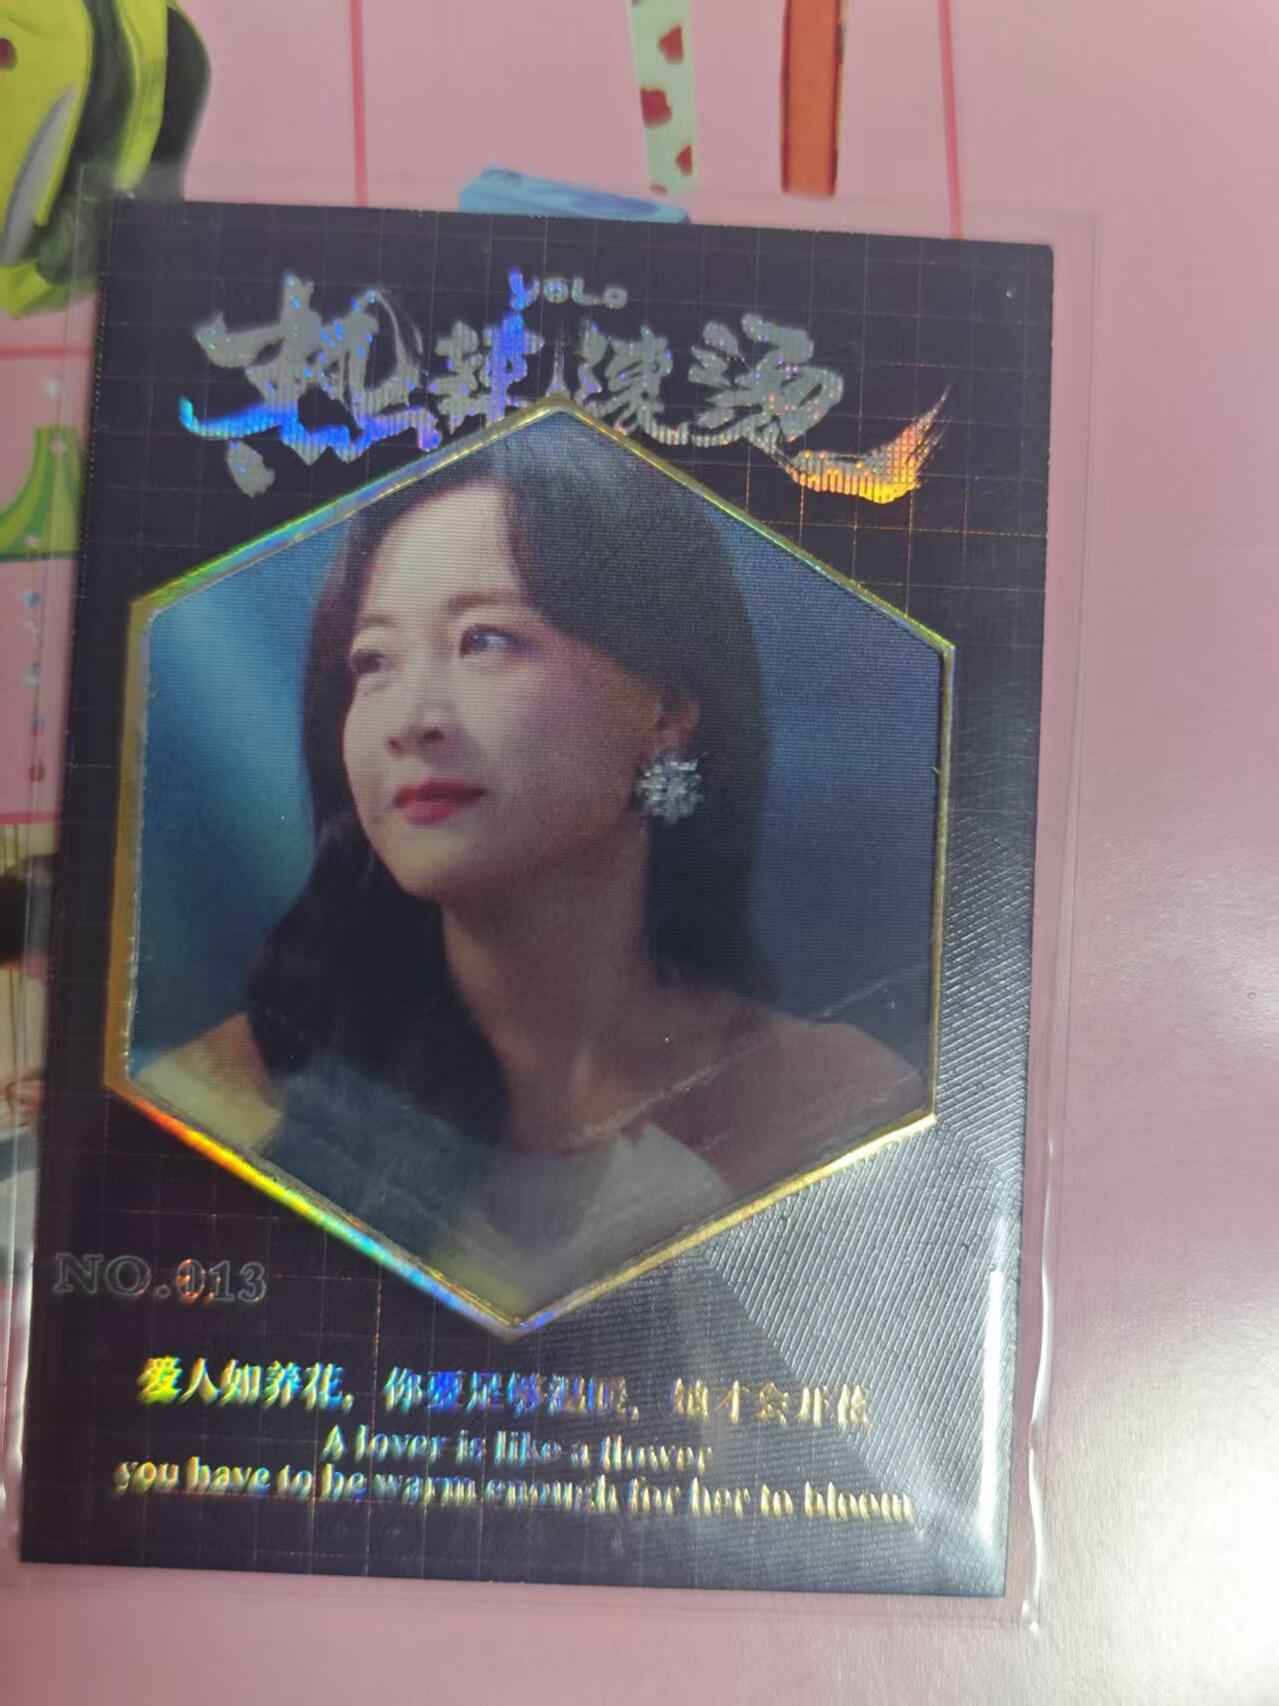 YOLO
热辣滚烫
NO.013
爱人如养花，你要足够温暖，她才会开花
A lover is like a flower
you have to be warm enough for her to bloom